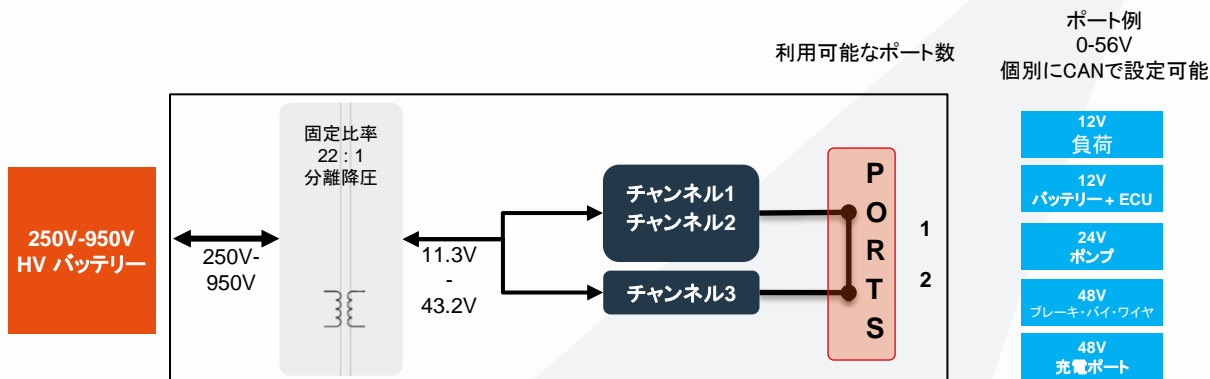 利用可能なポート数
ポート例
0-56V
個別にCANで設定可能
250V-950V
HV バッテリー
250V-
950V
固定比率
22 : 1
分離降圧
11.3V
-
43.2V
チャンネル1
チャンネル2
チャンネル3
P
O
R
T
S
1
2
12V
負荷
12V
バッテリー + ECU
24V
ポンプ
48V
ブレーキ・バイ・ワイヤ
48V
充電ポート